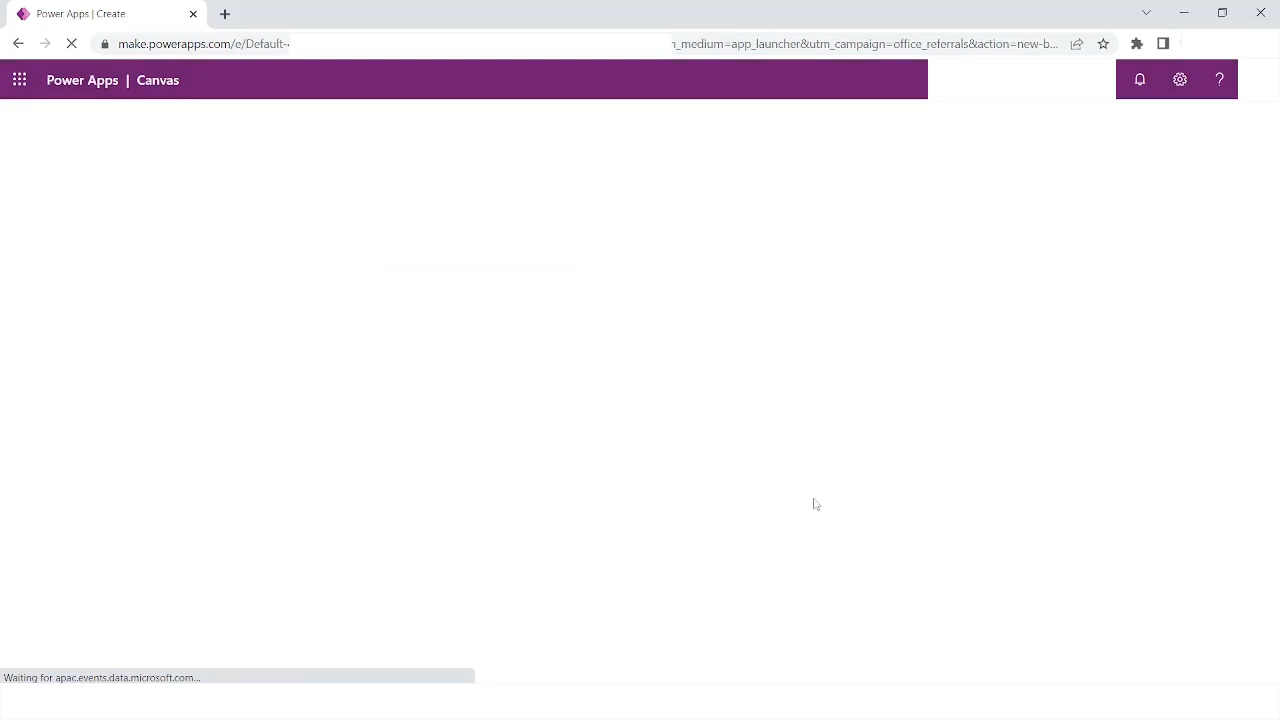 Power Apps | Create
make.powerapps.com/e/Default-
_medium=app_launcher&utm_campaign=office_referrals&action=new-b...
Power Apps | Canvas
Waiting for apac.events.data.microsoft.com...